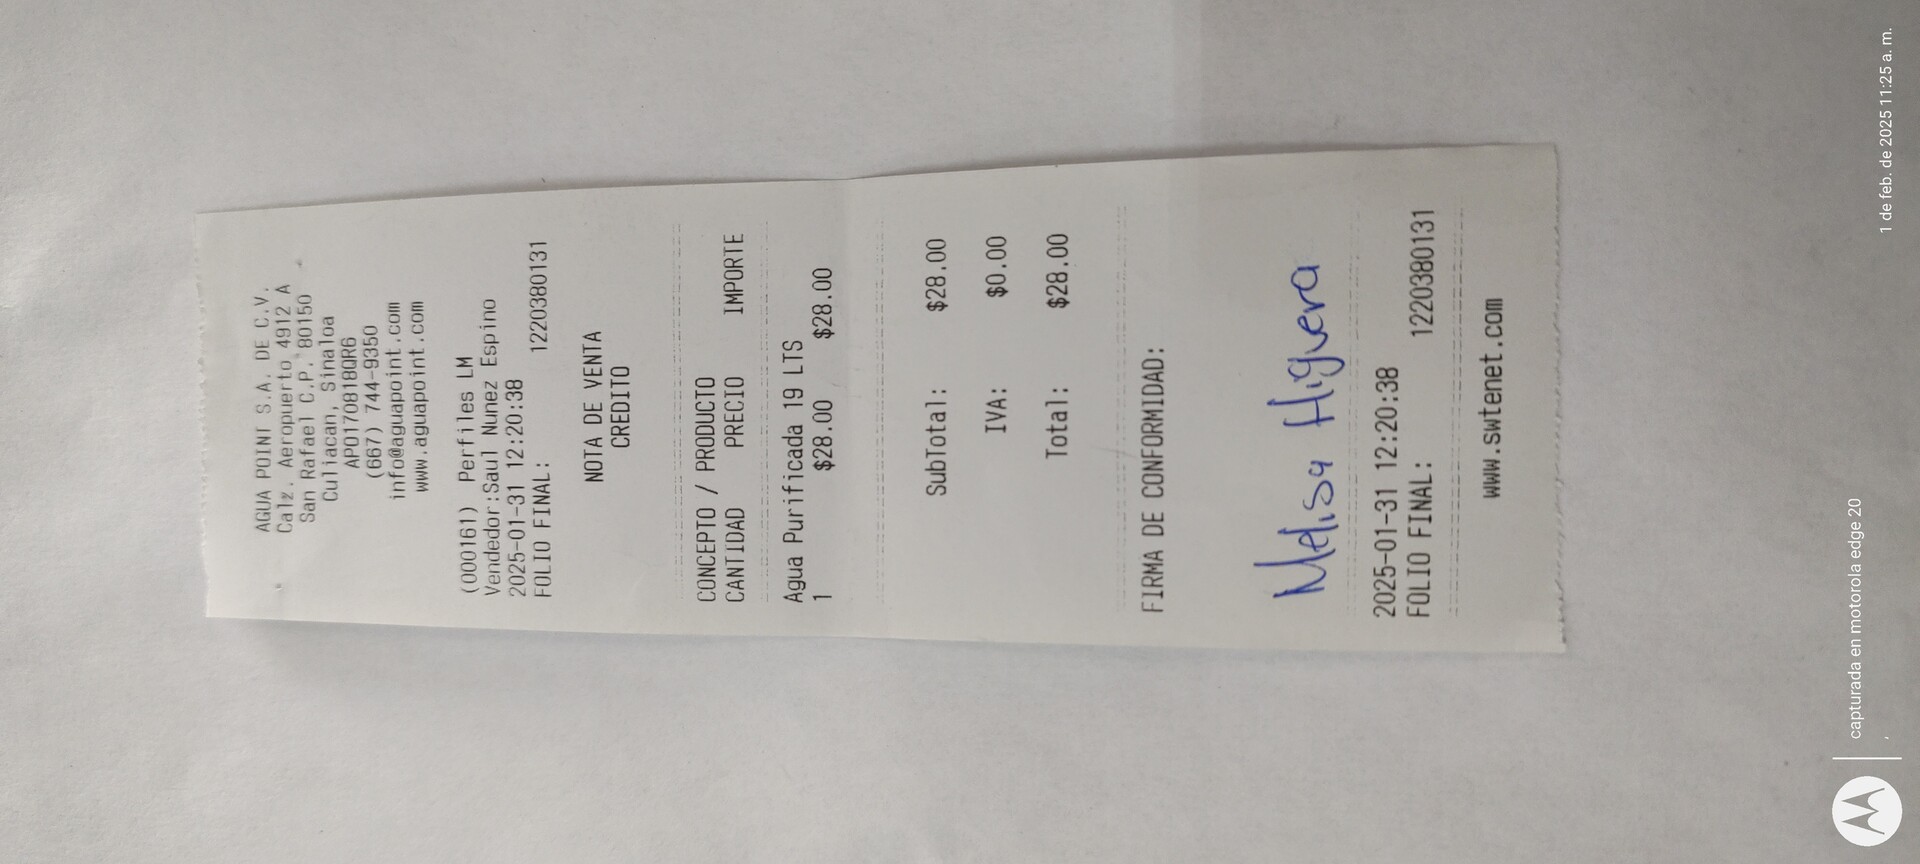 AGUA POINT S.A. DE C.V.
Calz. Aeropuerto 4912 A
San Rafael C.P. 80150
Culiacan, Sinaloa
APO170818QR6
(667) 744-9350
info@aguapoint.com
www.aguapoint.com
(000161) Perfiles LM
Vendedor:Saul Nunez Espino
2025-01-31 12:20:38
FOLIO FINAL: 1220380131
NOTA DE VENTA
CREDITO
CONCEPTO / PRODUCTO
CANTIDAD PRECIO IMPORTE
Agua Purificada 19 LTS
1 $28.00 $28.00
SubTotal: $28.00
IVA: $0.00
Total: $28.00
FIRMA DE CONFORMIDAD:
Melisa Higuera
2025-01-31 12:20:38
FOLIO FINAL: 1220380131
www.swtenet.com
capturada en motorola edge 20
1 de feb. de 2025 11:25 a. m.